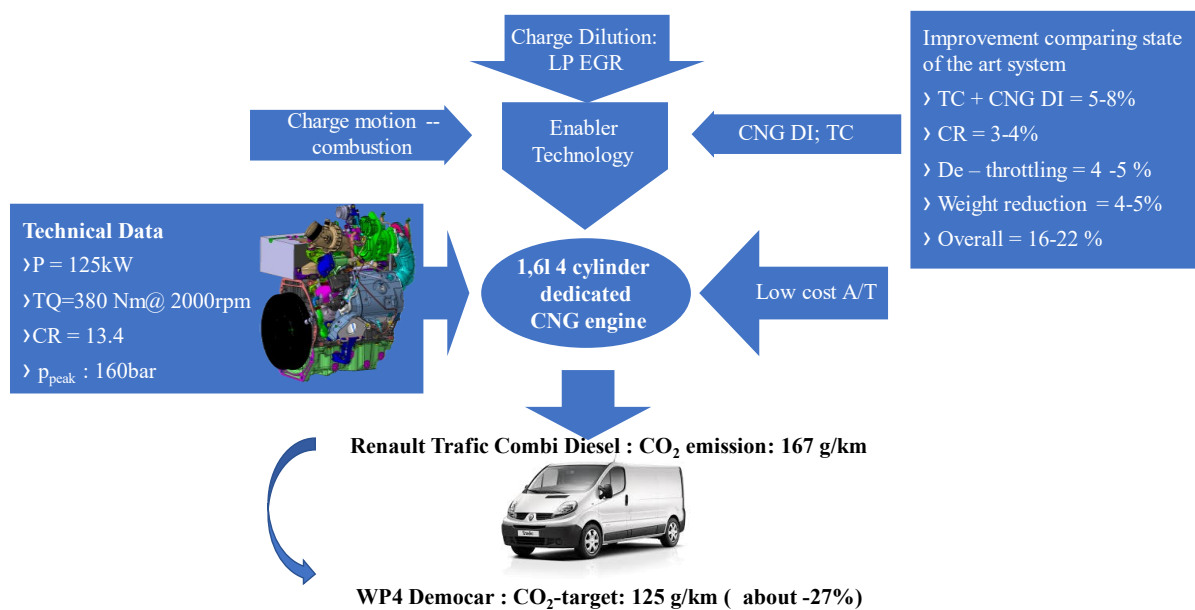 Charge Dilution:
LP EGR
Charge motion --
combustion
Enabler
Technology
CNG DI; TC
Improvement comparing state
of the art system
› TC + CNG DI = 5-8%
› CR = 3-4%
› De – throttling = 4 -5 %
› Weight reduction = 4-5%
› Overall = 16-22 %
Technical Data
›P = 125kW
›TQ=380 Nm@ 2000rpm
›CR = 13.4
› ppeak : 160bar
1,6l 4 cylinder
dedicated
CNG engine
Low cost A/T
Renault Trafic Combi Diesel : CO2 emission: 167 g/km
WP4 Democar : CO2-target: 125 g/km ( about -27%)